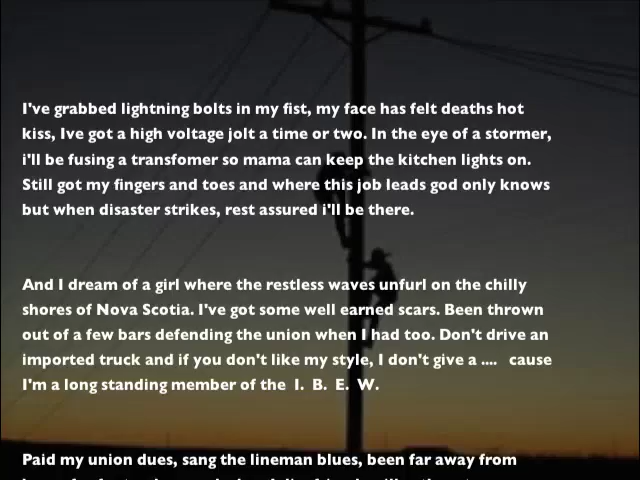 I've grabbed lightning bolts in my fist, my face has felt deaths hot
kiss, Ive got a high voltage jolt a time or two. In the eye of a stormer,
i'll be fusing a transfomer so mama can keep the kitchen lights on.
Still got my fingers and toes and where this job leads god only knows
but when disaster strikes, rest assured i'll be there.
And I dream of a girl where the restless waves unfurl on the chilly
shores of Nova Scotia. I've got some well earned scars. Been thrown
out of a few bars defending the union when I had too. Don't drive an
imported truck and if you don't like my style, I don't give a .... cause
I'm a long standing member of the I. B. E. W.
Paid my union dues, sang the lineman blues, been far away from